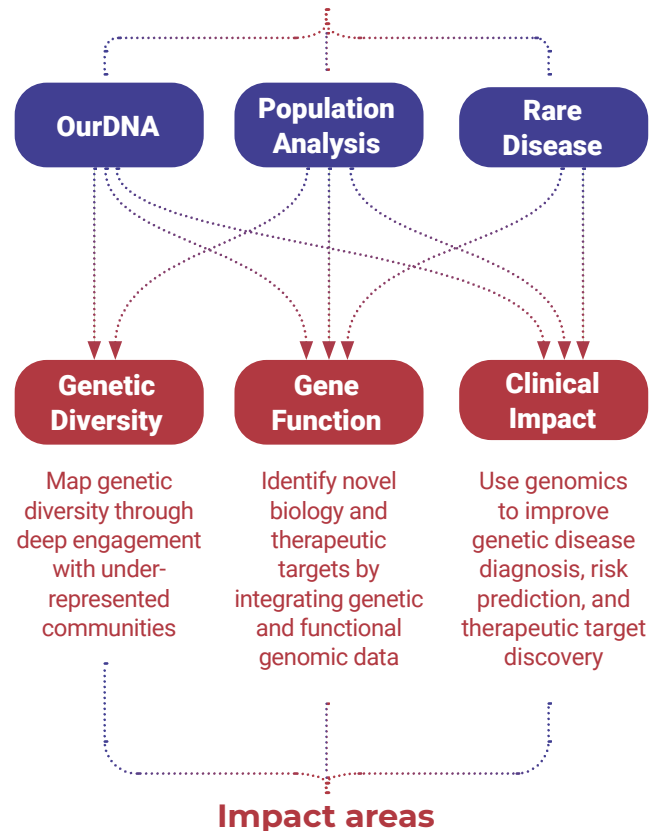 OurDNA
Population
Analysis
Rare
Disease
Genetic
Diversity
Gene
Function
Clinical
Impact
Map genetic
diversity through
deep engagement
with under-
represented
communities
Identify novel
biology and
therapeutic
targets by
integrating genetic
and functional
genomic data
Use genomics
to improve
genetic disease
diagnosis, risk
prediction, and
therapeutic target
discovery
Impact areas